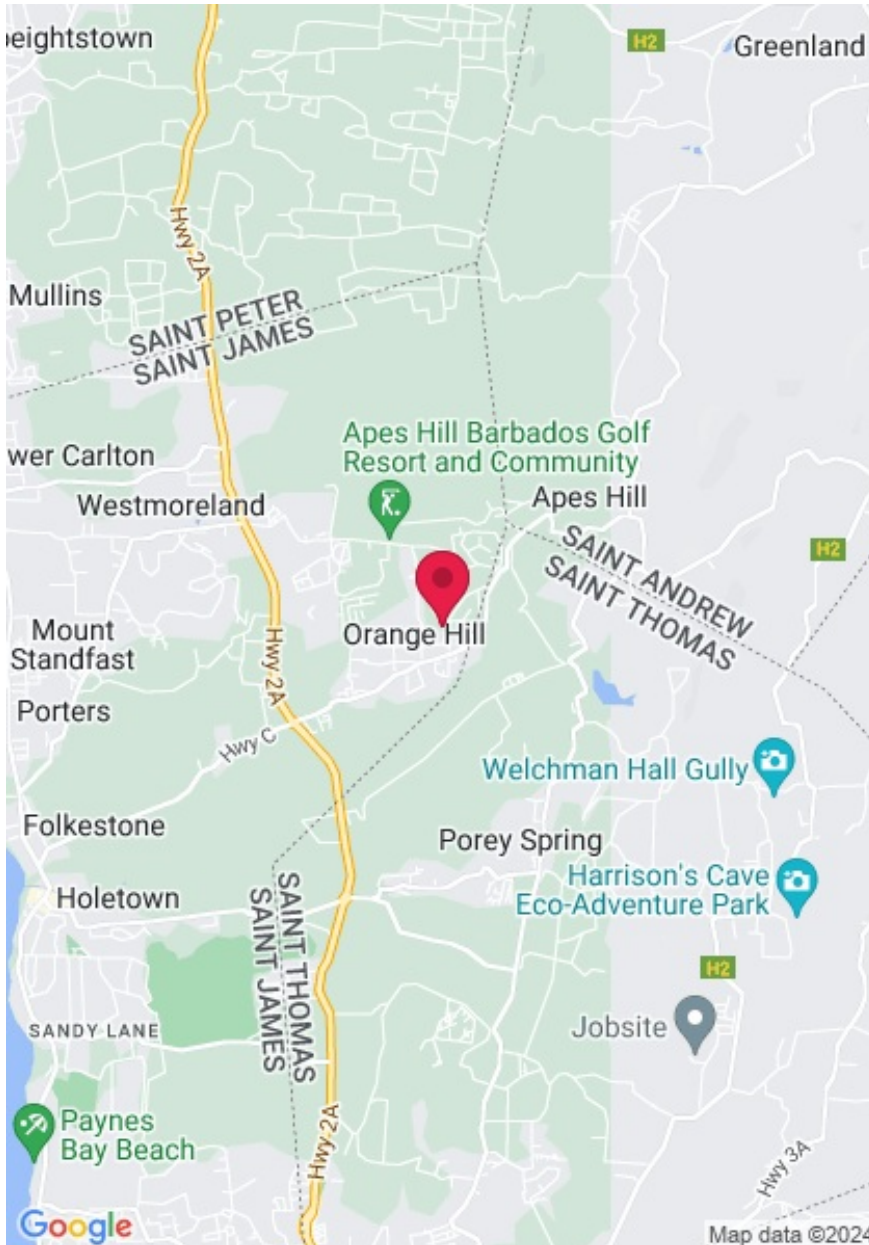 peightstown
H2
Greenland
Hwy 2A
Mullins
SAINT PETER
SAINT JAMES
Apes Hill Barbados Golf
Resort and Community
wer Carlton
Westmoreland
Apes Hill
SAINT ANDREW
SAINT THOMAS
H2
Mount
Standfast
Orange Hill
Hwy 2A
Porters
Hwy C
Welchman Hall Gully
Folkestone
Porey Spring
Holetown
Harrison's Cave
Eco-Adventure Park
SAINT THOMAS
SAINT JAMES
H2
SANDY LANE
Jobsite
Paynes
Bay Beach
Hwy 2A
Hwy 3A
Google
Map data ©2024